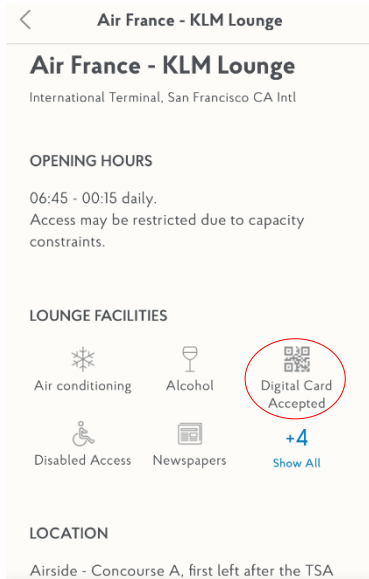 Air France - KLM Lounge
Air France - KLM Lounge
International Terminal, San Francisco CA Intl
OPENING HOURS
06:45 - 00:15 daily.
Access may be restricted due to capacity
constraints.
LOUNGE FACILITIES
Air conditioning
Alcohol
Digital Card
Accepted
Disabled Access
Newspapers
+4
Show All
LOCATION
Airside - Concourse A, first left after the TSA